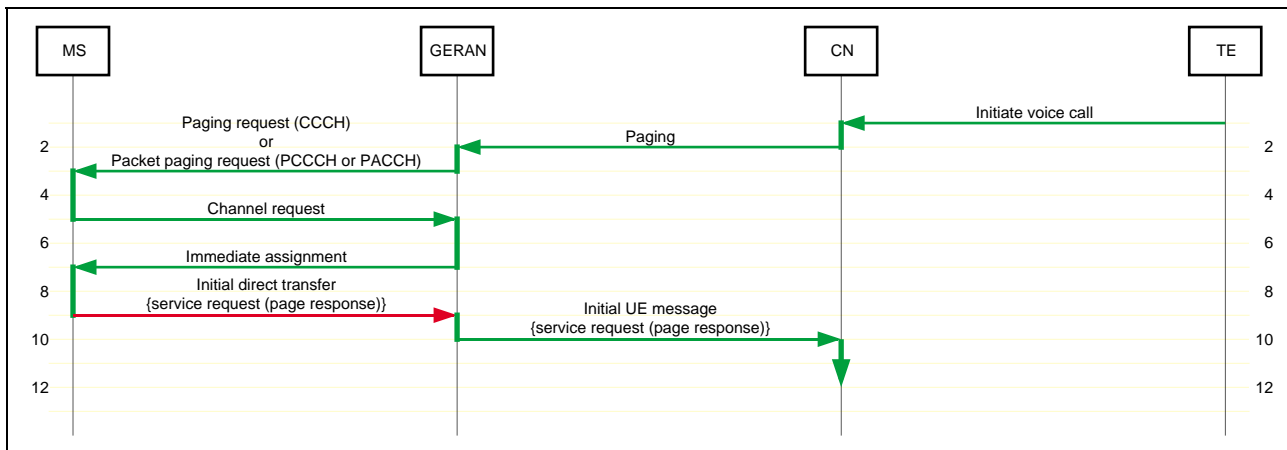 MS
GERAN
CN
TE
Initiate voice call
Paging request (CCCH)
or
Packet paging request (PCCCH or PACCH)
Paging
2
2
4
4
Channel request
6
6
Immediate assignment
8
8
Initial direct transfer
{service request (page response)}
Initial UE message
{service request (page response)}
10
10
12
12